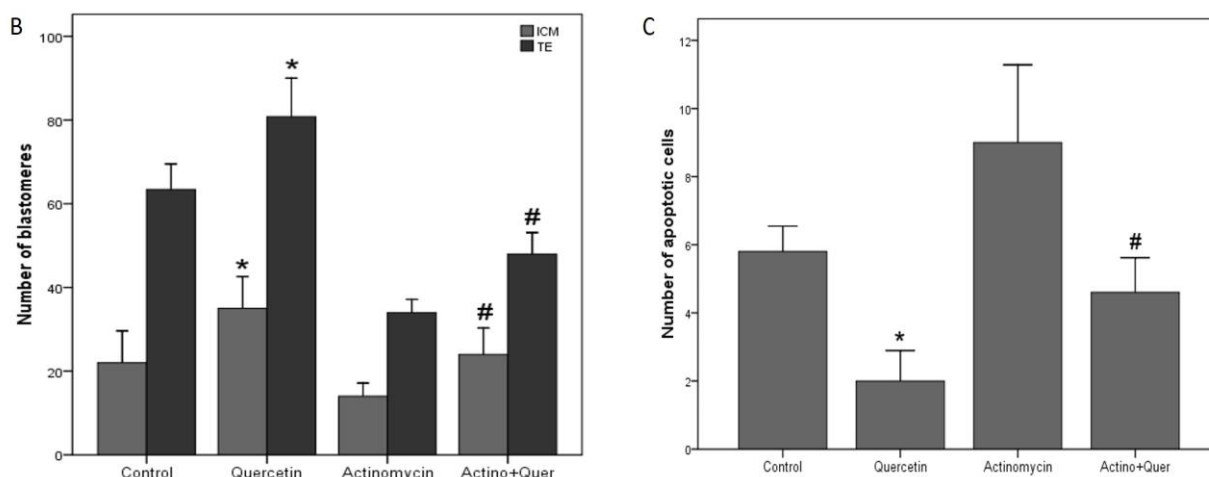 B
Number of blastomeres
100
80
60
40
20
0
ICM
TE
*
*
#
#
Control
Quercetin
Actinomycin
Actino+Quer
C
Number of apoptotic cells
12
10
8
6
4
2
0
*
#
Control
Quercetin
Actinomycin
Actino+Quer